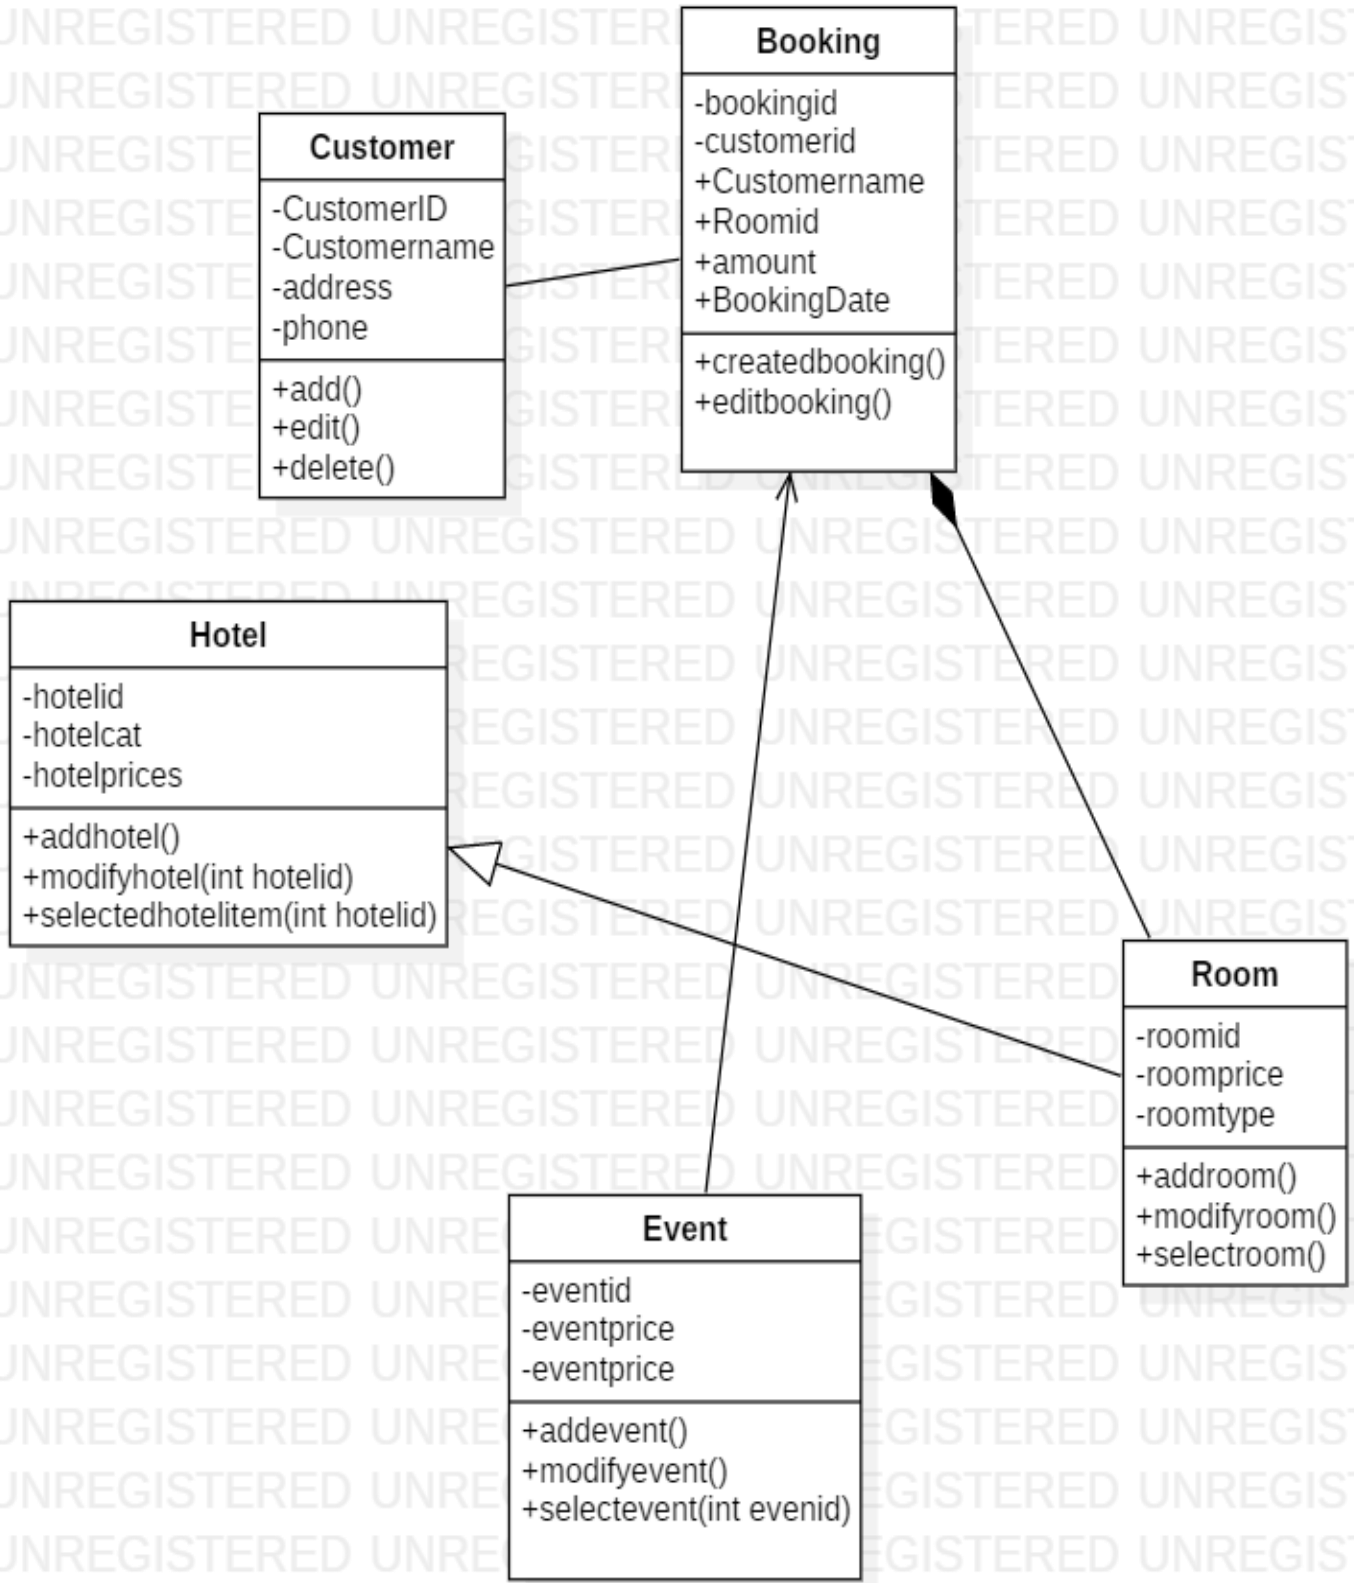 Booking
-bookingid
-customerid
+Customername
+Roomid
+amount
+BookingDate
+createdbooking()
+editbooking()
Customer
-CustomerID
-Customername
-address
-phone
+add()
+edit()
+delete()
Hotel
-hotelid
-hotelcat
-hotelprices
+addhotel()
+modifyhotel(int hotelid)
+selectedhotelitem(int hotelid)
Room
-roomid
-roomprice
-roomtype
+addroom()
+modifyroom()
+selectroom()
Event
-eventid
-eventprice
-eventprice
+addevent()
+modifyevent()
+selectevent(int evenid)
UNREGISTERED